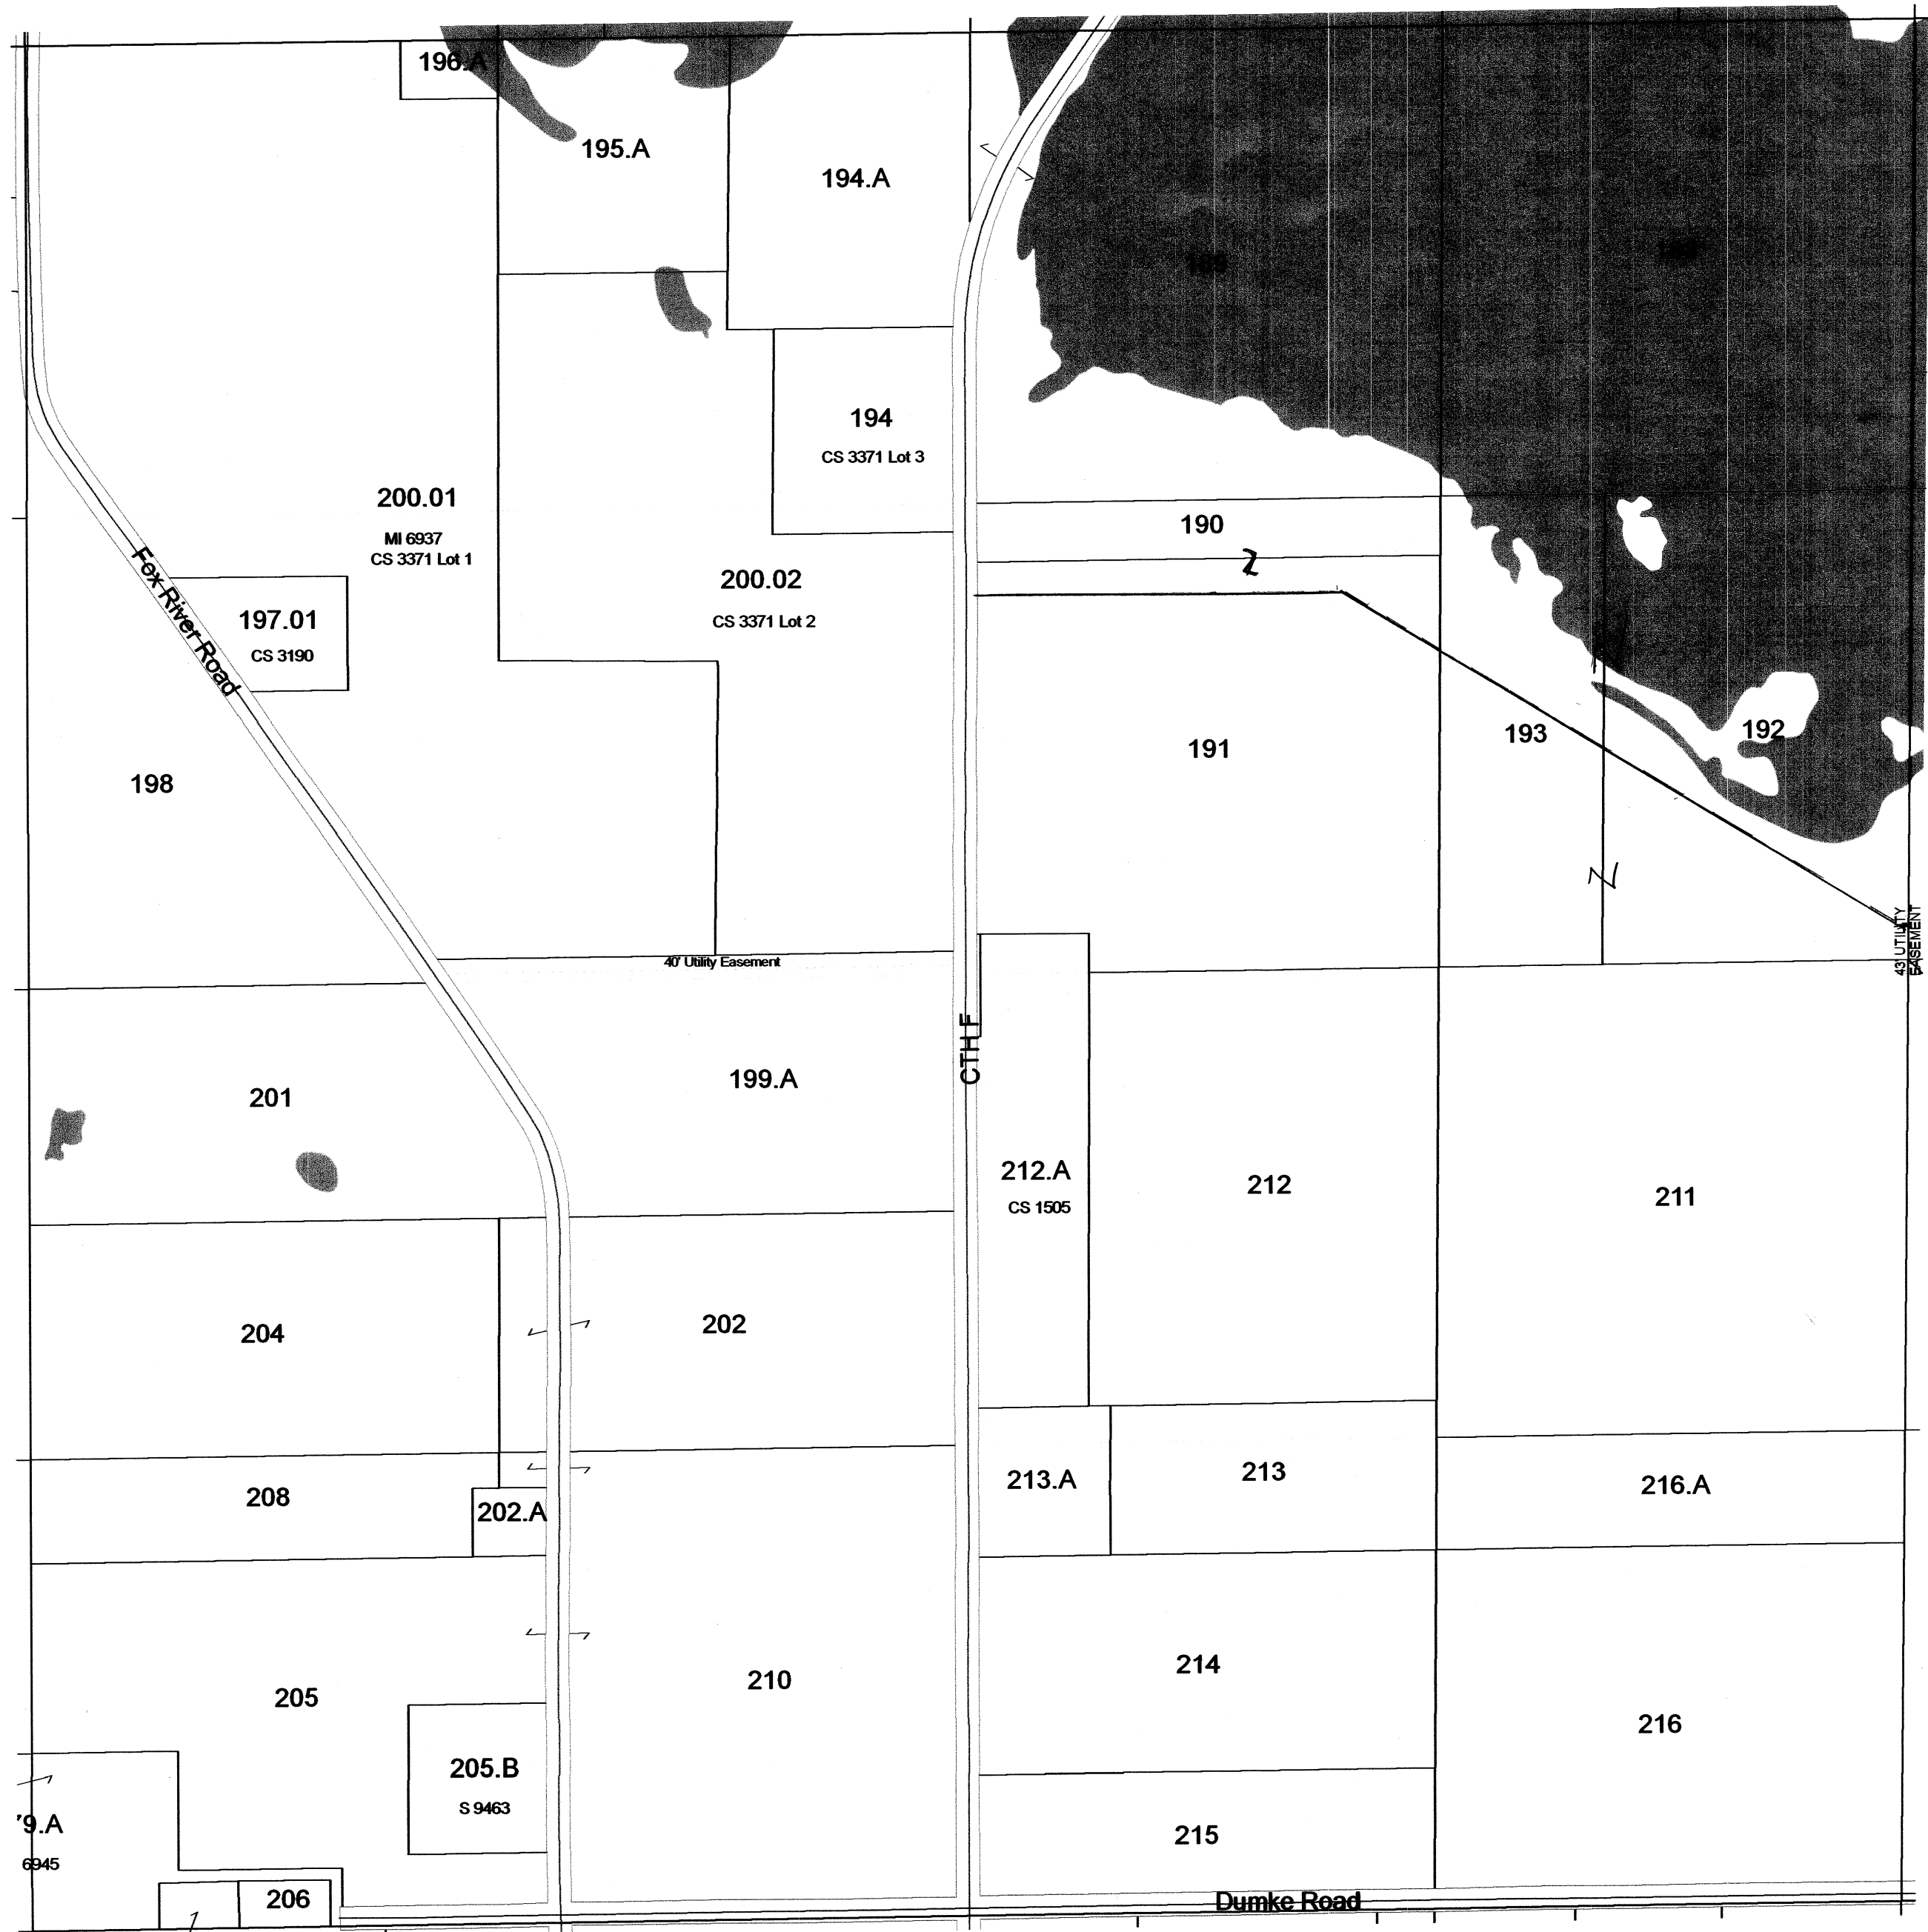 196.A
195.A
194.A
194
CS 3371 Lot 3
200.01
MI 6937
CS 3371 Lot 1
190
200.02
CS 3371 Lot 2
Fox River Road
197.01
CS 3190
191
193
192
198
43' UTILITY
EASEMENT
40' Utility Easement
CTH F
199.A
201
212.A
CS 1505
212
211
204
202
208
202.A
213.A
213
216.A
214
205
210
216
205.B
S 9463
'9.A
6945
215
206
Dumke Road